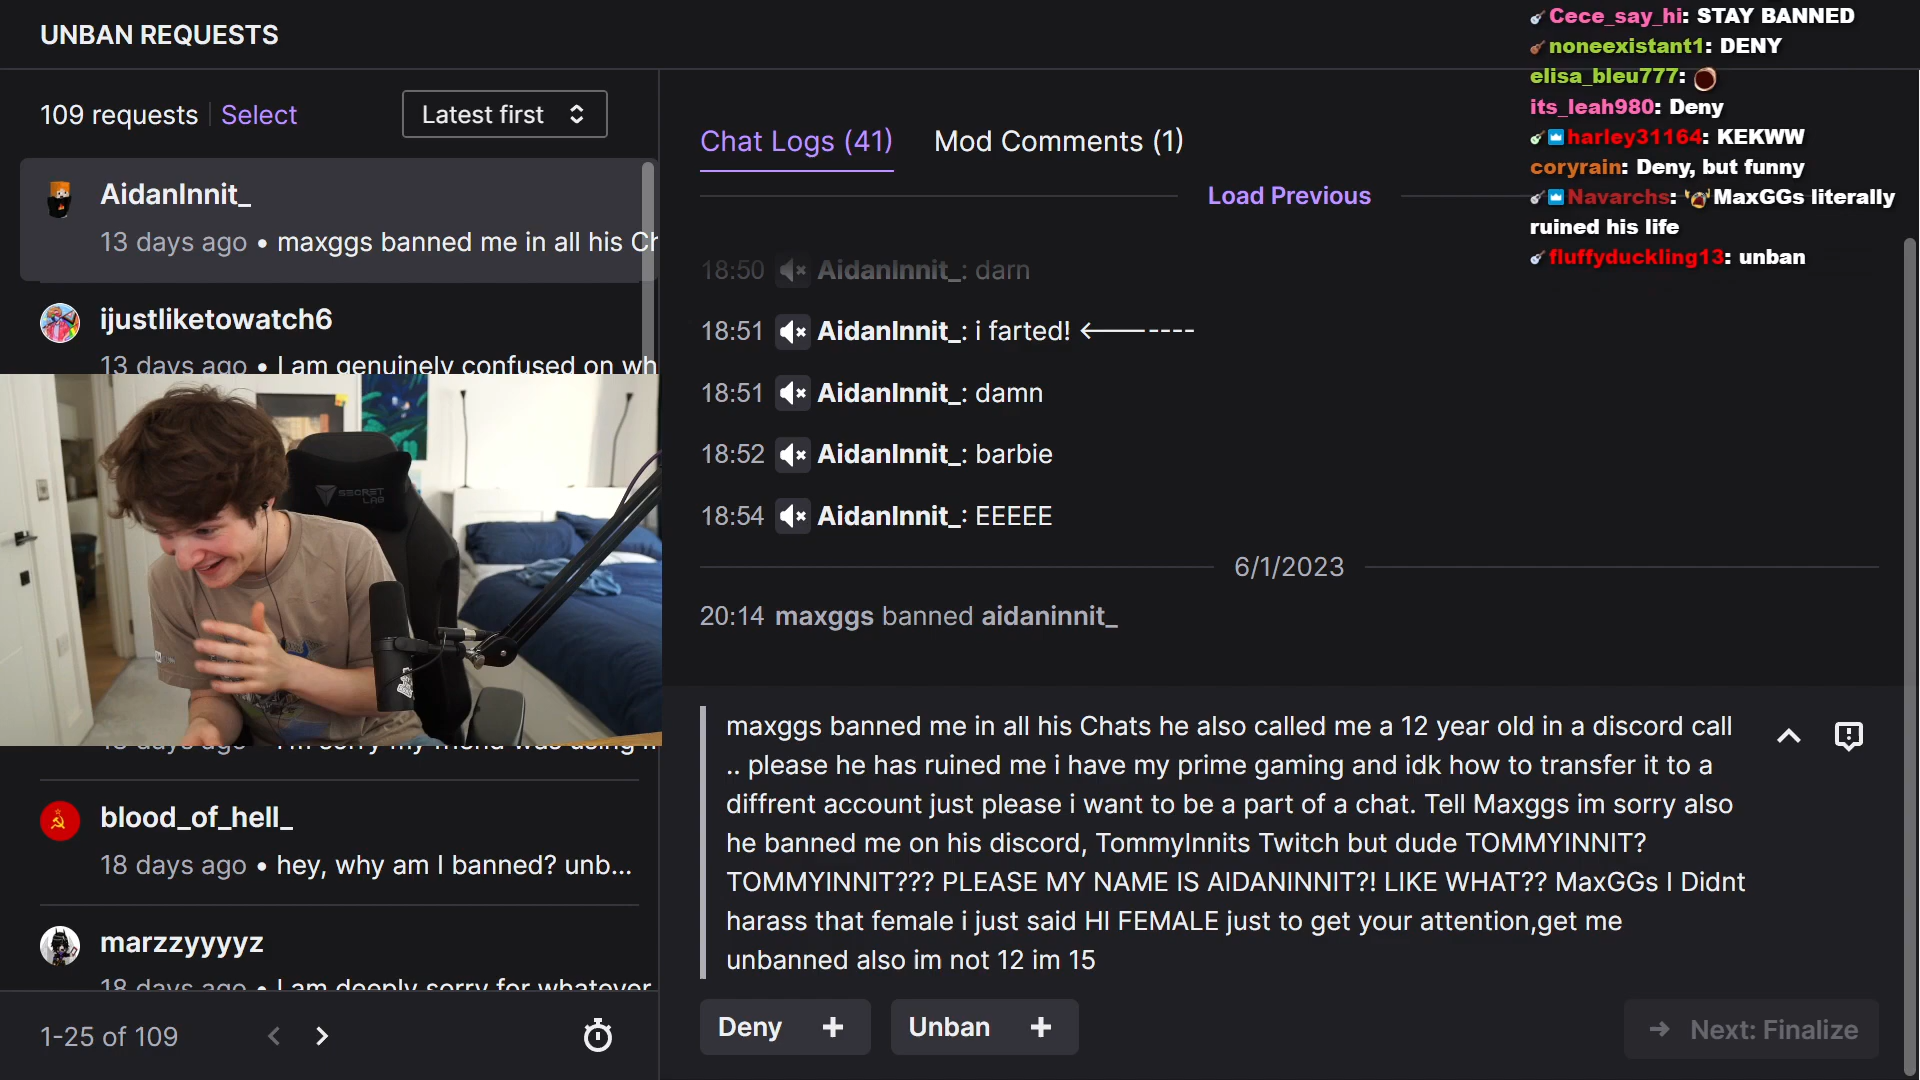 UNBAN REQUESTS
109 requests Select Latest first
AidanInnit_
13 days ago • maxggs banned me in all his Ch
ijustliketowatch6
13 days ago • I am genuinely confused on wh
SECRET
LAB
blood_of_hell_
18 days ago • hey, why am I banned? unb...
marzzyyyyz
18 days ago • I am deeply sorry for whatever
1-25 of 109
Chat Logs (41) Mod Comments (1)
Load Previous
18:50 AidanInnit_: darn
18:51 AidanInnit_: i farted! <-------
18:51 AidanInnit_: damn
18:52 AidanInnit_: barbie
18:54 AidanInnit_: EEEEE
6/1/2023
20:14 maxggs banned aidaninnit_
maxggs banned me in all his Chats he also called me a 12 year old in a discord call
.. please he has ruined me i have my prime gaming and idk how to transfer it to a
diffrent account just please i want to be a part of a chat. Tell Maxggs im sorry also
he banned me on his discord, TommyInnits Twitch but dude TOMMYINNIT?
TOMMYINNIT??? PLEASE MY NAME IS AIDANINNIT?! LIKE WHAT?? MaxGGs I Didnt
harass that female i just said HI FEMALE just to get your attention,get me
unbanned also im not 12 im 15
Deny + Unban + Next: Finalize
Cece_say_hi: STAY BANNED
noneexistant1: DENY
elisa_bleu777:
its_leah980: Deny
harley31164: KEKWW
coryrain: Deny, but funny
Navarchs: MaxGGs literally
ruined his life
fluffyduckling13: unban